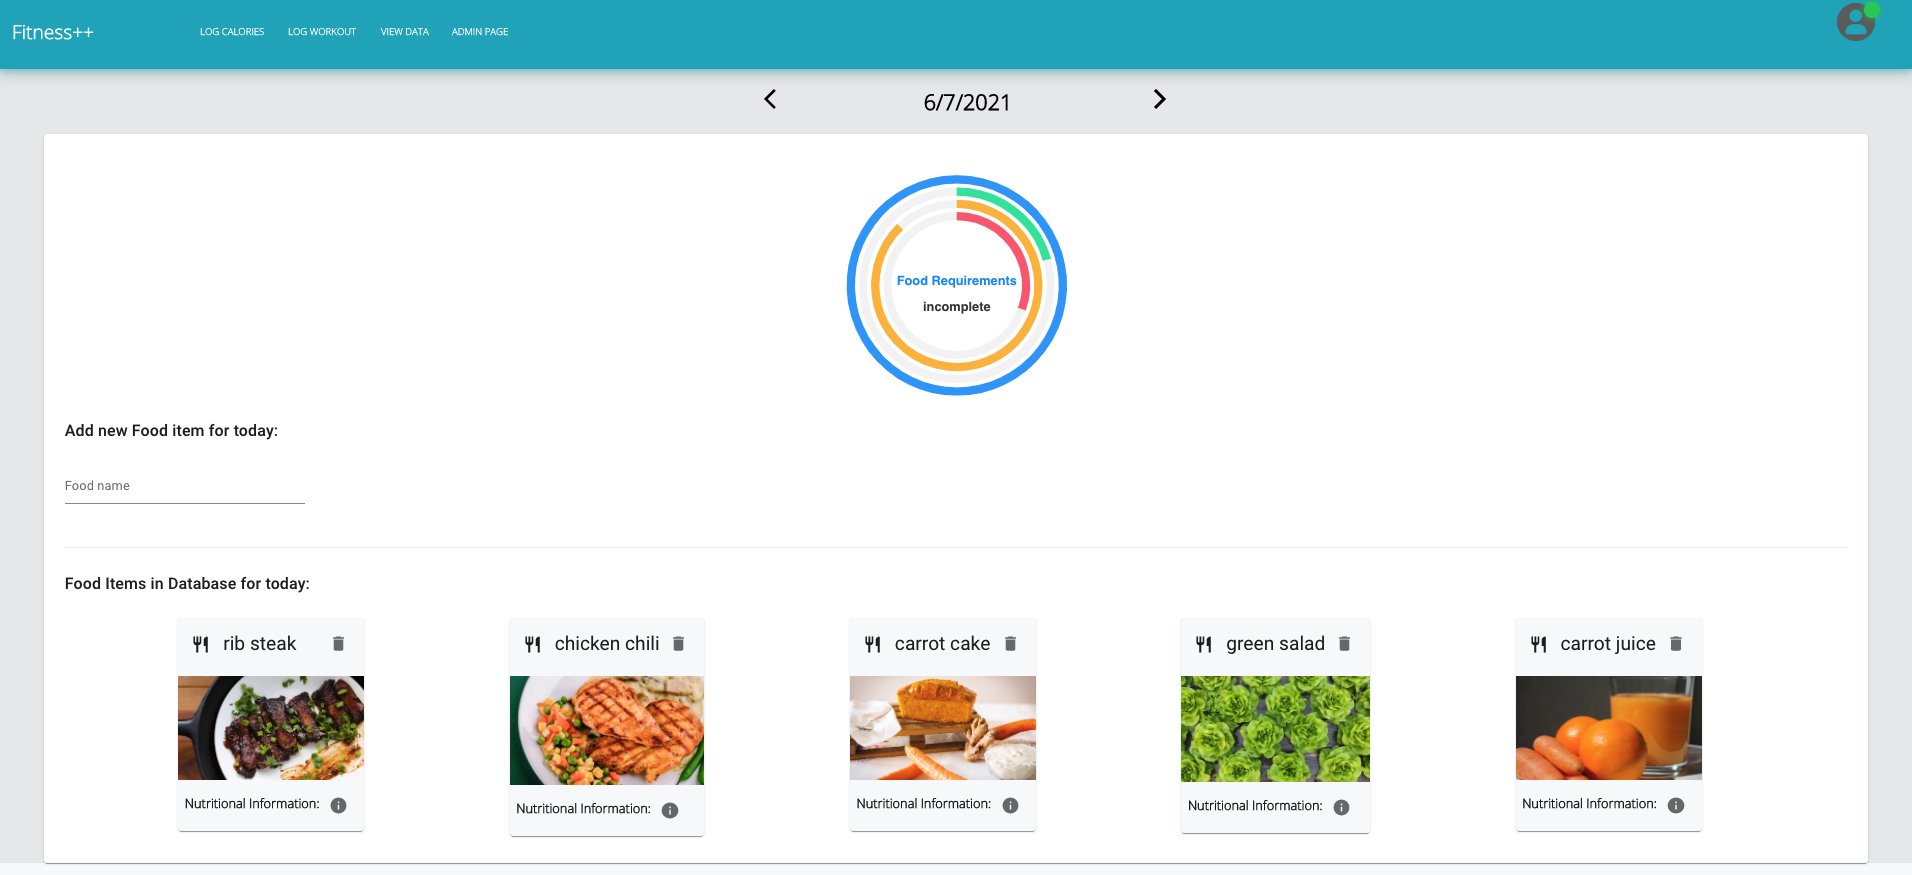 Fitness++
LOG CALORIES
LOG WORKOUT
VIEW DATA
ADMIN PAGE
6/7/2021
Food Requirements
incomplete
Add new Food item for today:
Food name
Food Items in Database for today:
rib steak
chicken chili
carrot cake
green salad
carrot juice
Nutritional Information:
Nutritional Information:
Nutritional Information:
Nutritional Information:
Nutritional Information: